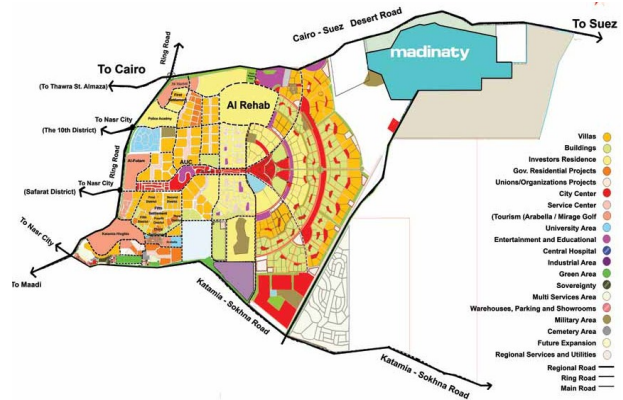 Cairo - Suez Desert Road
To Suez
Ring Road
To Cairo
(To Thawra St. Almaza)
madinaty
Al Rehab
Police Academy
To Nasr City
(The 10th District)
Ring Road
AUC
To Nasr City
(Safarat District)
To Nasr City
Katamia Heights
To Maadi
Katamia - Sokhna Road
Katamia - Sokhna Road
Villas
Buildings
Investors Residence
Gov. Residential Projects
Unions/Organizations Projects
City Center
Service Center
(Tourism (Arabella / Mirage Golf
University Area
Entertainment and Educational
Central Hospital
Industrial Area
Green Area
Sovereignty
Multi Services Area
Warehouses, Parking and Showrooms
Military Area
Cemetery Area
Future Expansion
Regional Services and Utilities
Regional Road
Ring Road
Main Road